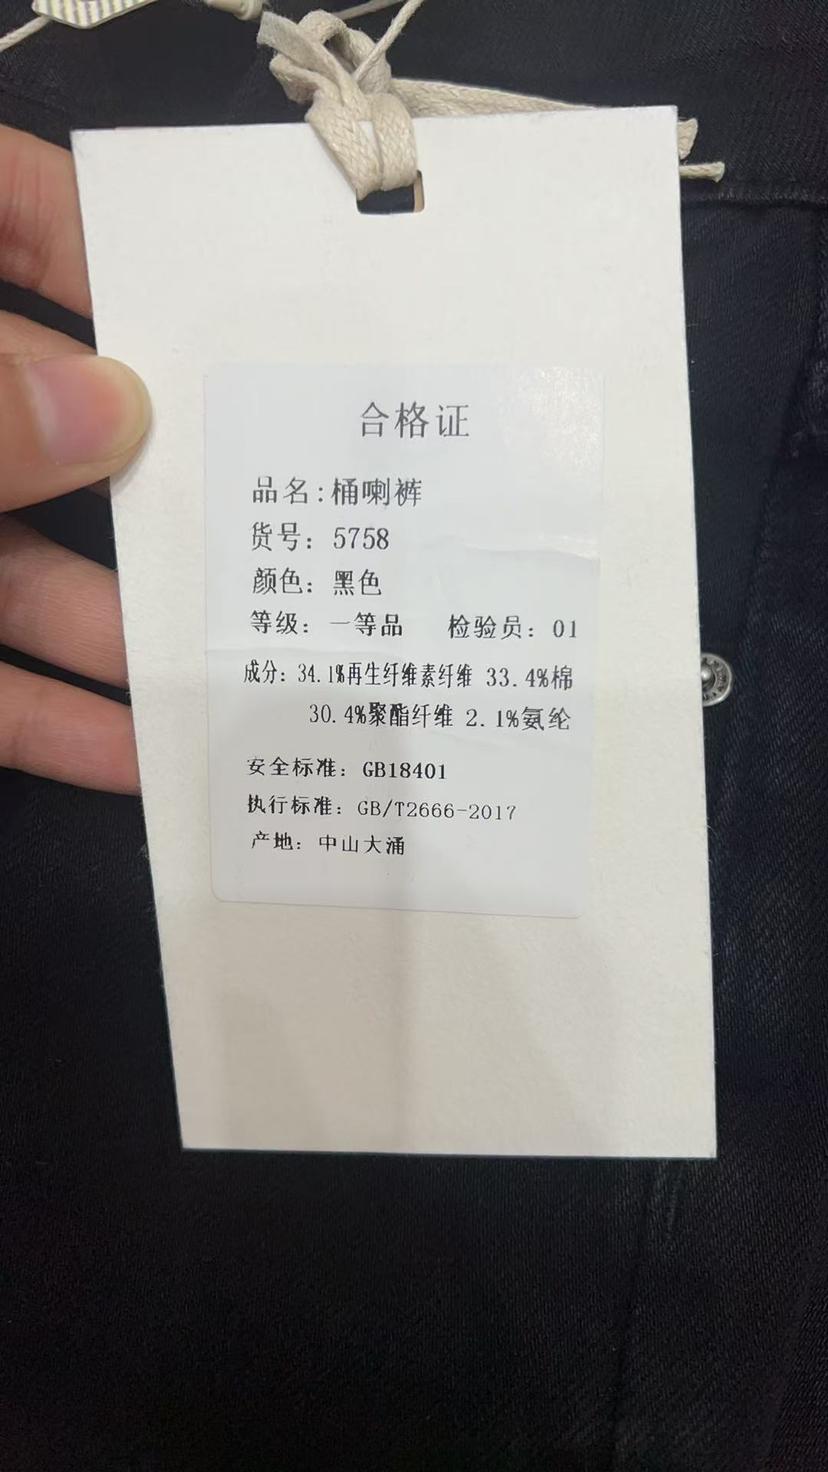 合格证
品名:桶喇裤
货号: 5758
颜色: 黑色
等级: 一等品 检验员: 01
成分: 34.1%再生纤维素纤维 33.4%棉
30.4%聚酯纤维 2.1%氨纶
安全标准: GB18401
执行标准: GB/T2666-2017
产地: 中山大涌